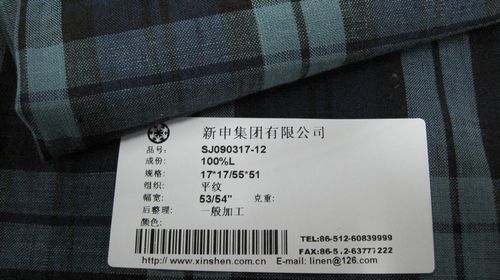 新申集团有限公司
品号: SJ090317-12
成份: 100%L
规格: 17*17/55*51
组织: 平纹
幅宽: 53/54" 克重:
后整理: 一般加工
颜色:
TEL:86-512-60839999
FAX:86-512-63777222
http://www.xinshen.com.cn E-mail: linen@126.com